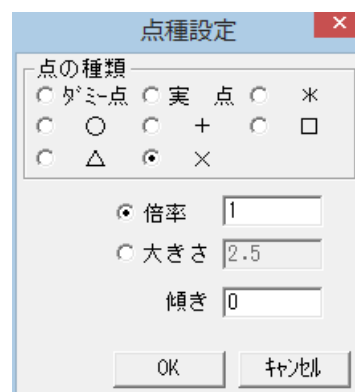 点種設定
点の種類
ﾀﾞﾐｰ点 実 点 *
○ + □
△ ×
倍率 1
大きさ 2.5
傾き 0
OK ｷｬﾝｾﾙ